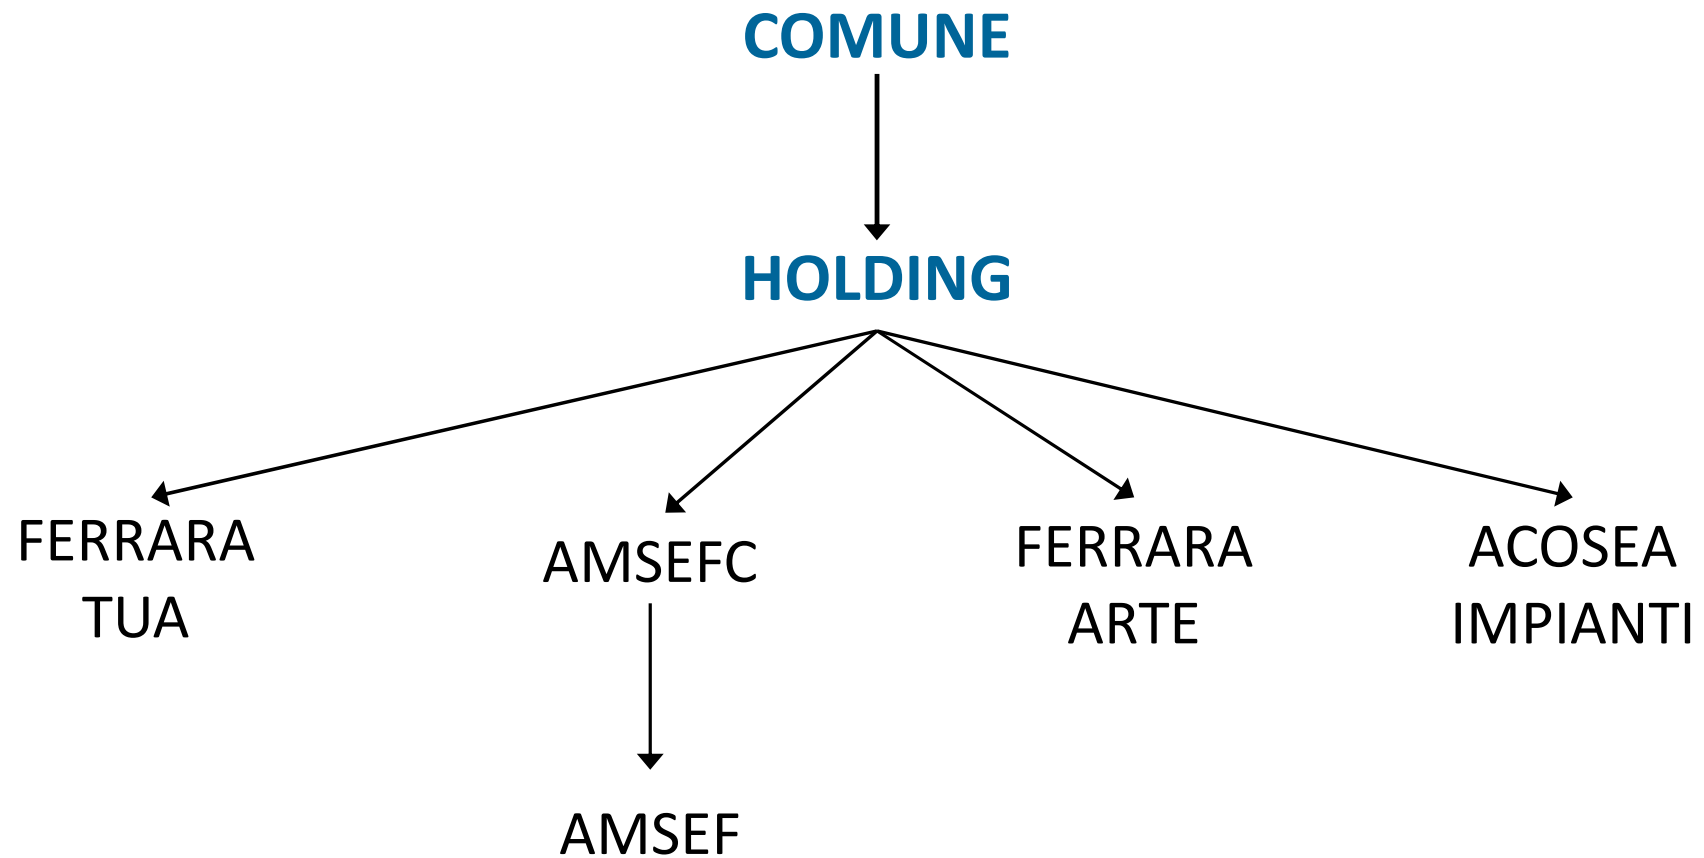 COMUNE
HOLDING
FERRARA
TUA
AMSEFC
FERRARA
ARTE
ACOSEA
IMPIANTI
AMSEF